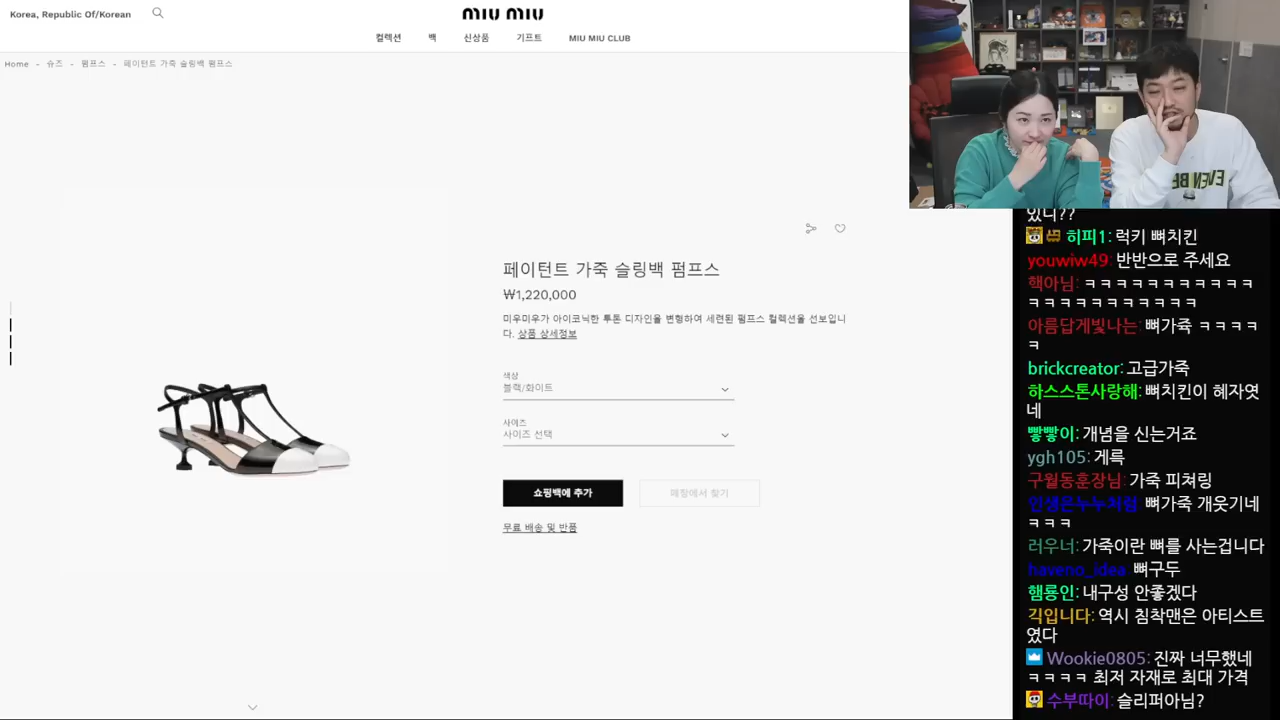 Korea, Republic Of/Korean
miu miu
컬렉션 백 신상품 기프트 MIU MIU CLUB
Home - 슈즈 - 펌프스 - 페이턴트 가죽 슬링백 펌프스
페이턴트 가죽 슬링백 펌프스
₩1,220,000
미우미우가 아이코닉한 투톤 디자인을 변형하여 세련된 펌프스 컬렉션을 선보입니
다. 상품 상세정보
색상
블랙/화이트
사이즈
사이즈 선택
쇼핑백에 추가 매장에서 찾기
무료 배송 및 반품
EVEN BE
있니??
히피1: 럭키 뼈치킨
youwiw49: 반반으로 주세요
핵아님: ㅋㅋㅋㅋㅋㅋㅋㅋㅋㅋㅋ
ㅋㅋㅋㅋㅋㅋㅋㅋㅋㅋㅋ
아름답게빛나는: 뼈가죽 ㅋㅋㅋㅋ
ㅋ
brickcreator: 고급가죽
하스스톤사랑해: 뼈치킨이 혜자엿
네
빻빻이: 개념을 신는거죠
ygh105: 게륵
구월동훈장님: 가죽 피쳐링
인생은누누처럼: 뼈가죽 개웃기네
ㅋㅋㅋ
러우너: 가죽이란 뼈를 사는겁니다
haveno_idea: 뼈구두
햄룡인: 내구성 안좋겠다
긱입니다: 역시 침착맨은 아티스트
였다
Wookie0805: 진짜 너무했네
ㅋㅋㅋㅋ 최저 자재로 최대 가격
수부따이: 슬리퍼아님?